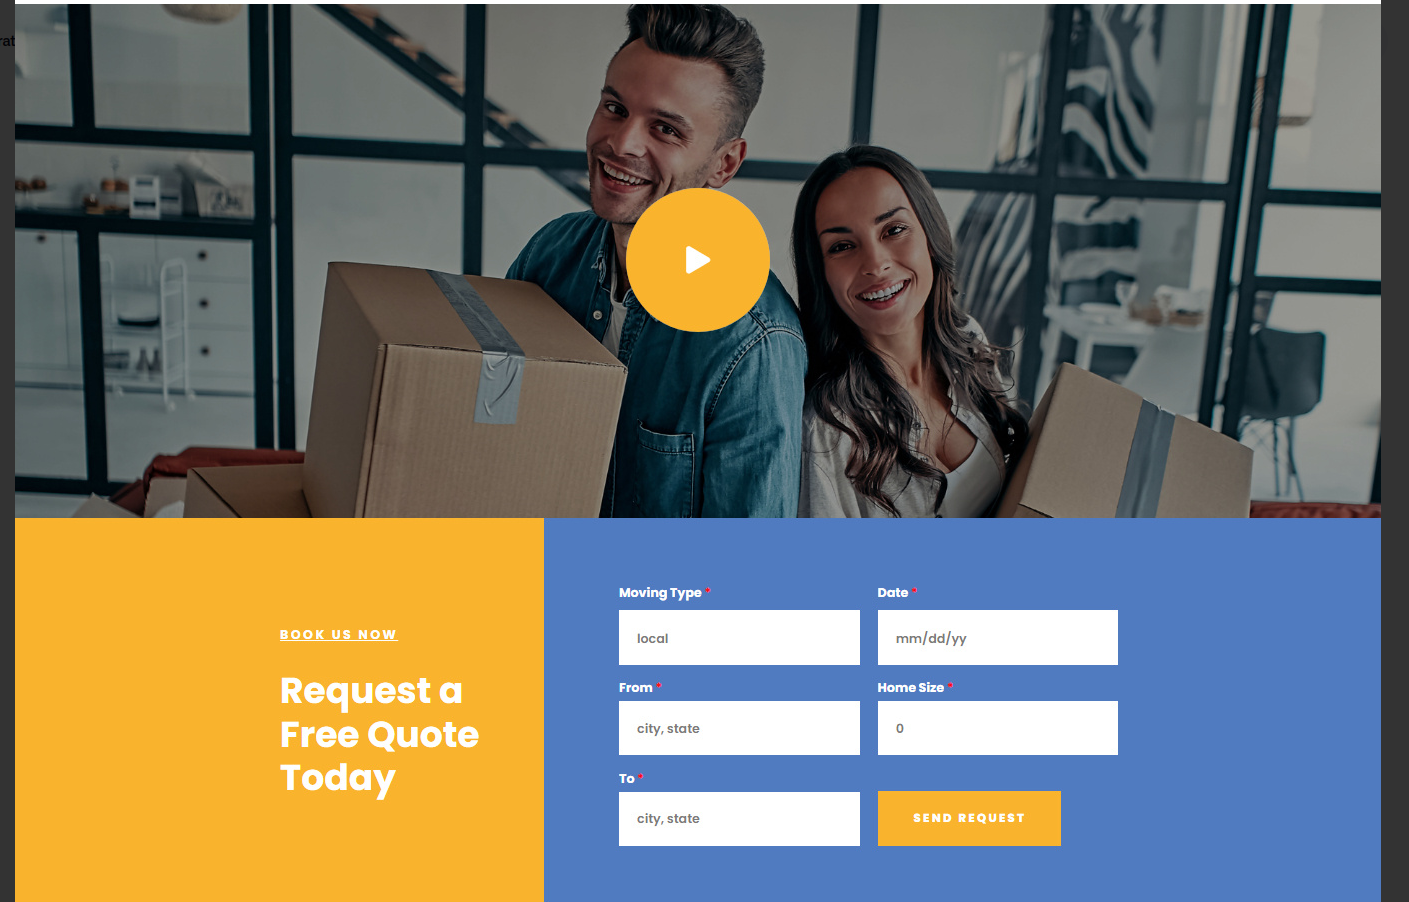 BOOK US NOW
Request a
Free Quote
Today
Moving Type *
local
Date *
mm/dd/yy
From *
city, state
Home Size *
0
To *
city, state
SEND REQUEST